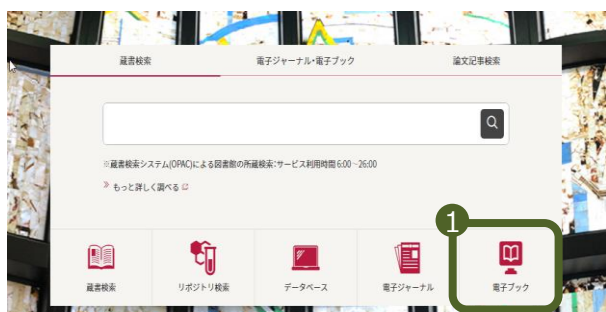 蔵書検索 電子ジャーナル・電子ブック 論文記事検索
※蔵書検索システム(OPAC)による図書館の所蔵検索:サービス利用時間 6:00~26:00
» もっと詳しく調べる
1
蔵書検索 リポジトリ検索 データベース 電子ジャーナル 電子ブック